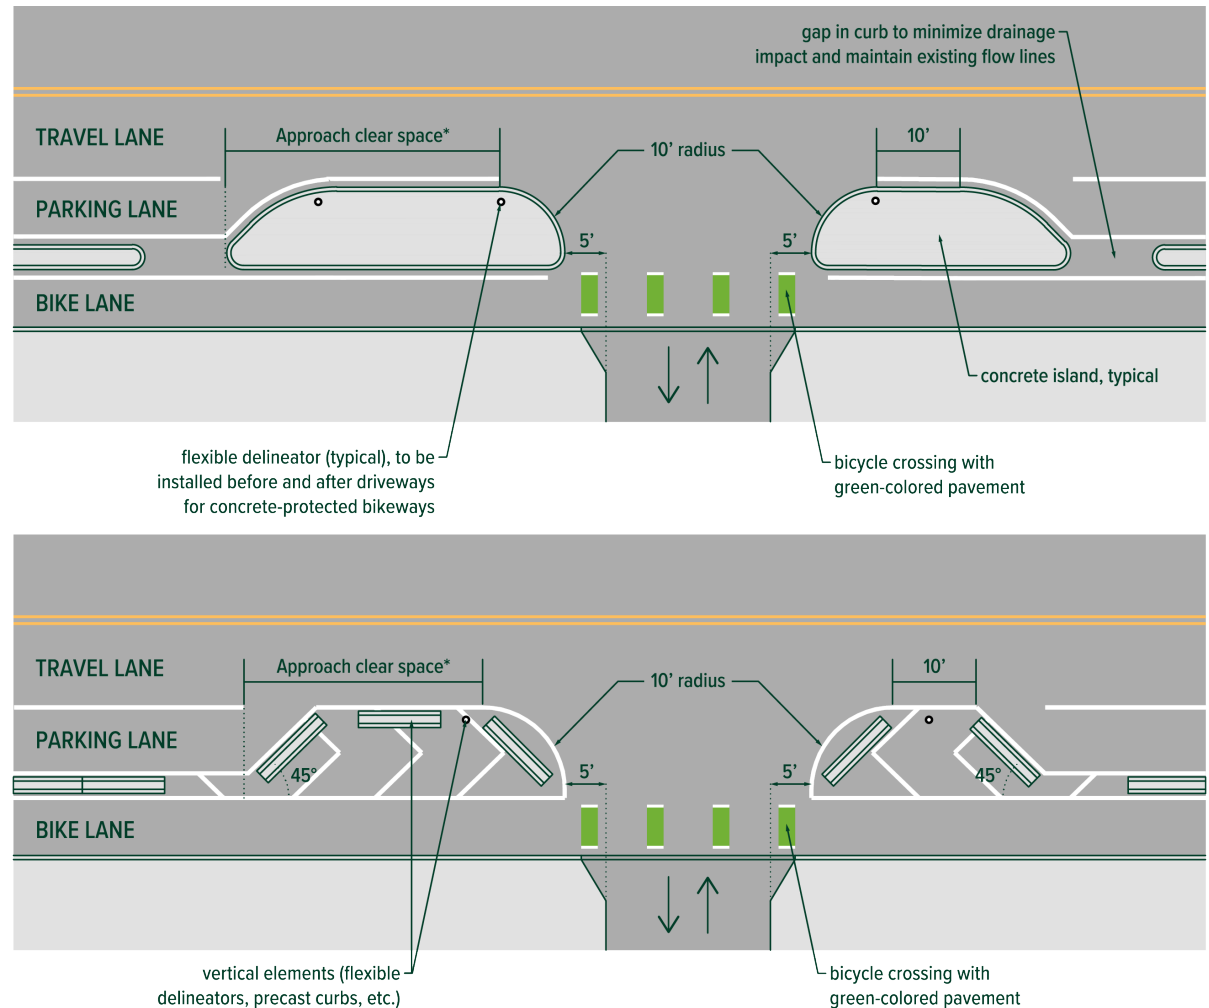 gap in curb to minimize drainage
impact and maintain existing flow lines
TRAVEL LANE
Approach clear space*
10’ radius
10’
PARKING LANE
5’
5’
BIKE LANE
concrete island, typical
flexible delineator (typical), to be
installed before and after driveways
for concrete-protected bikeways
bicycle crossing with
green-colored pavement
TRAVEL LANE
Approach clear space*
10’ radius
10’
PARKING LANE
45°
5’
5’
45°
BIKE LANE
vertical elements (flexible
delineators, precast curbs, etc.)
bicycle crossing with
green-colored pavement